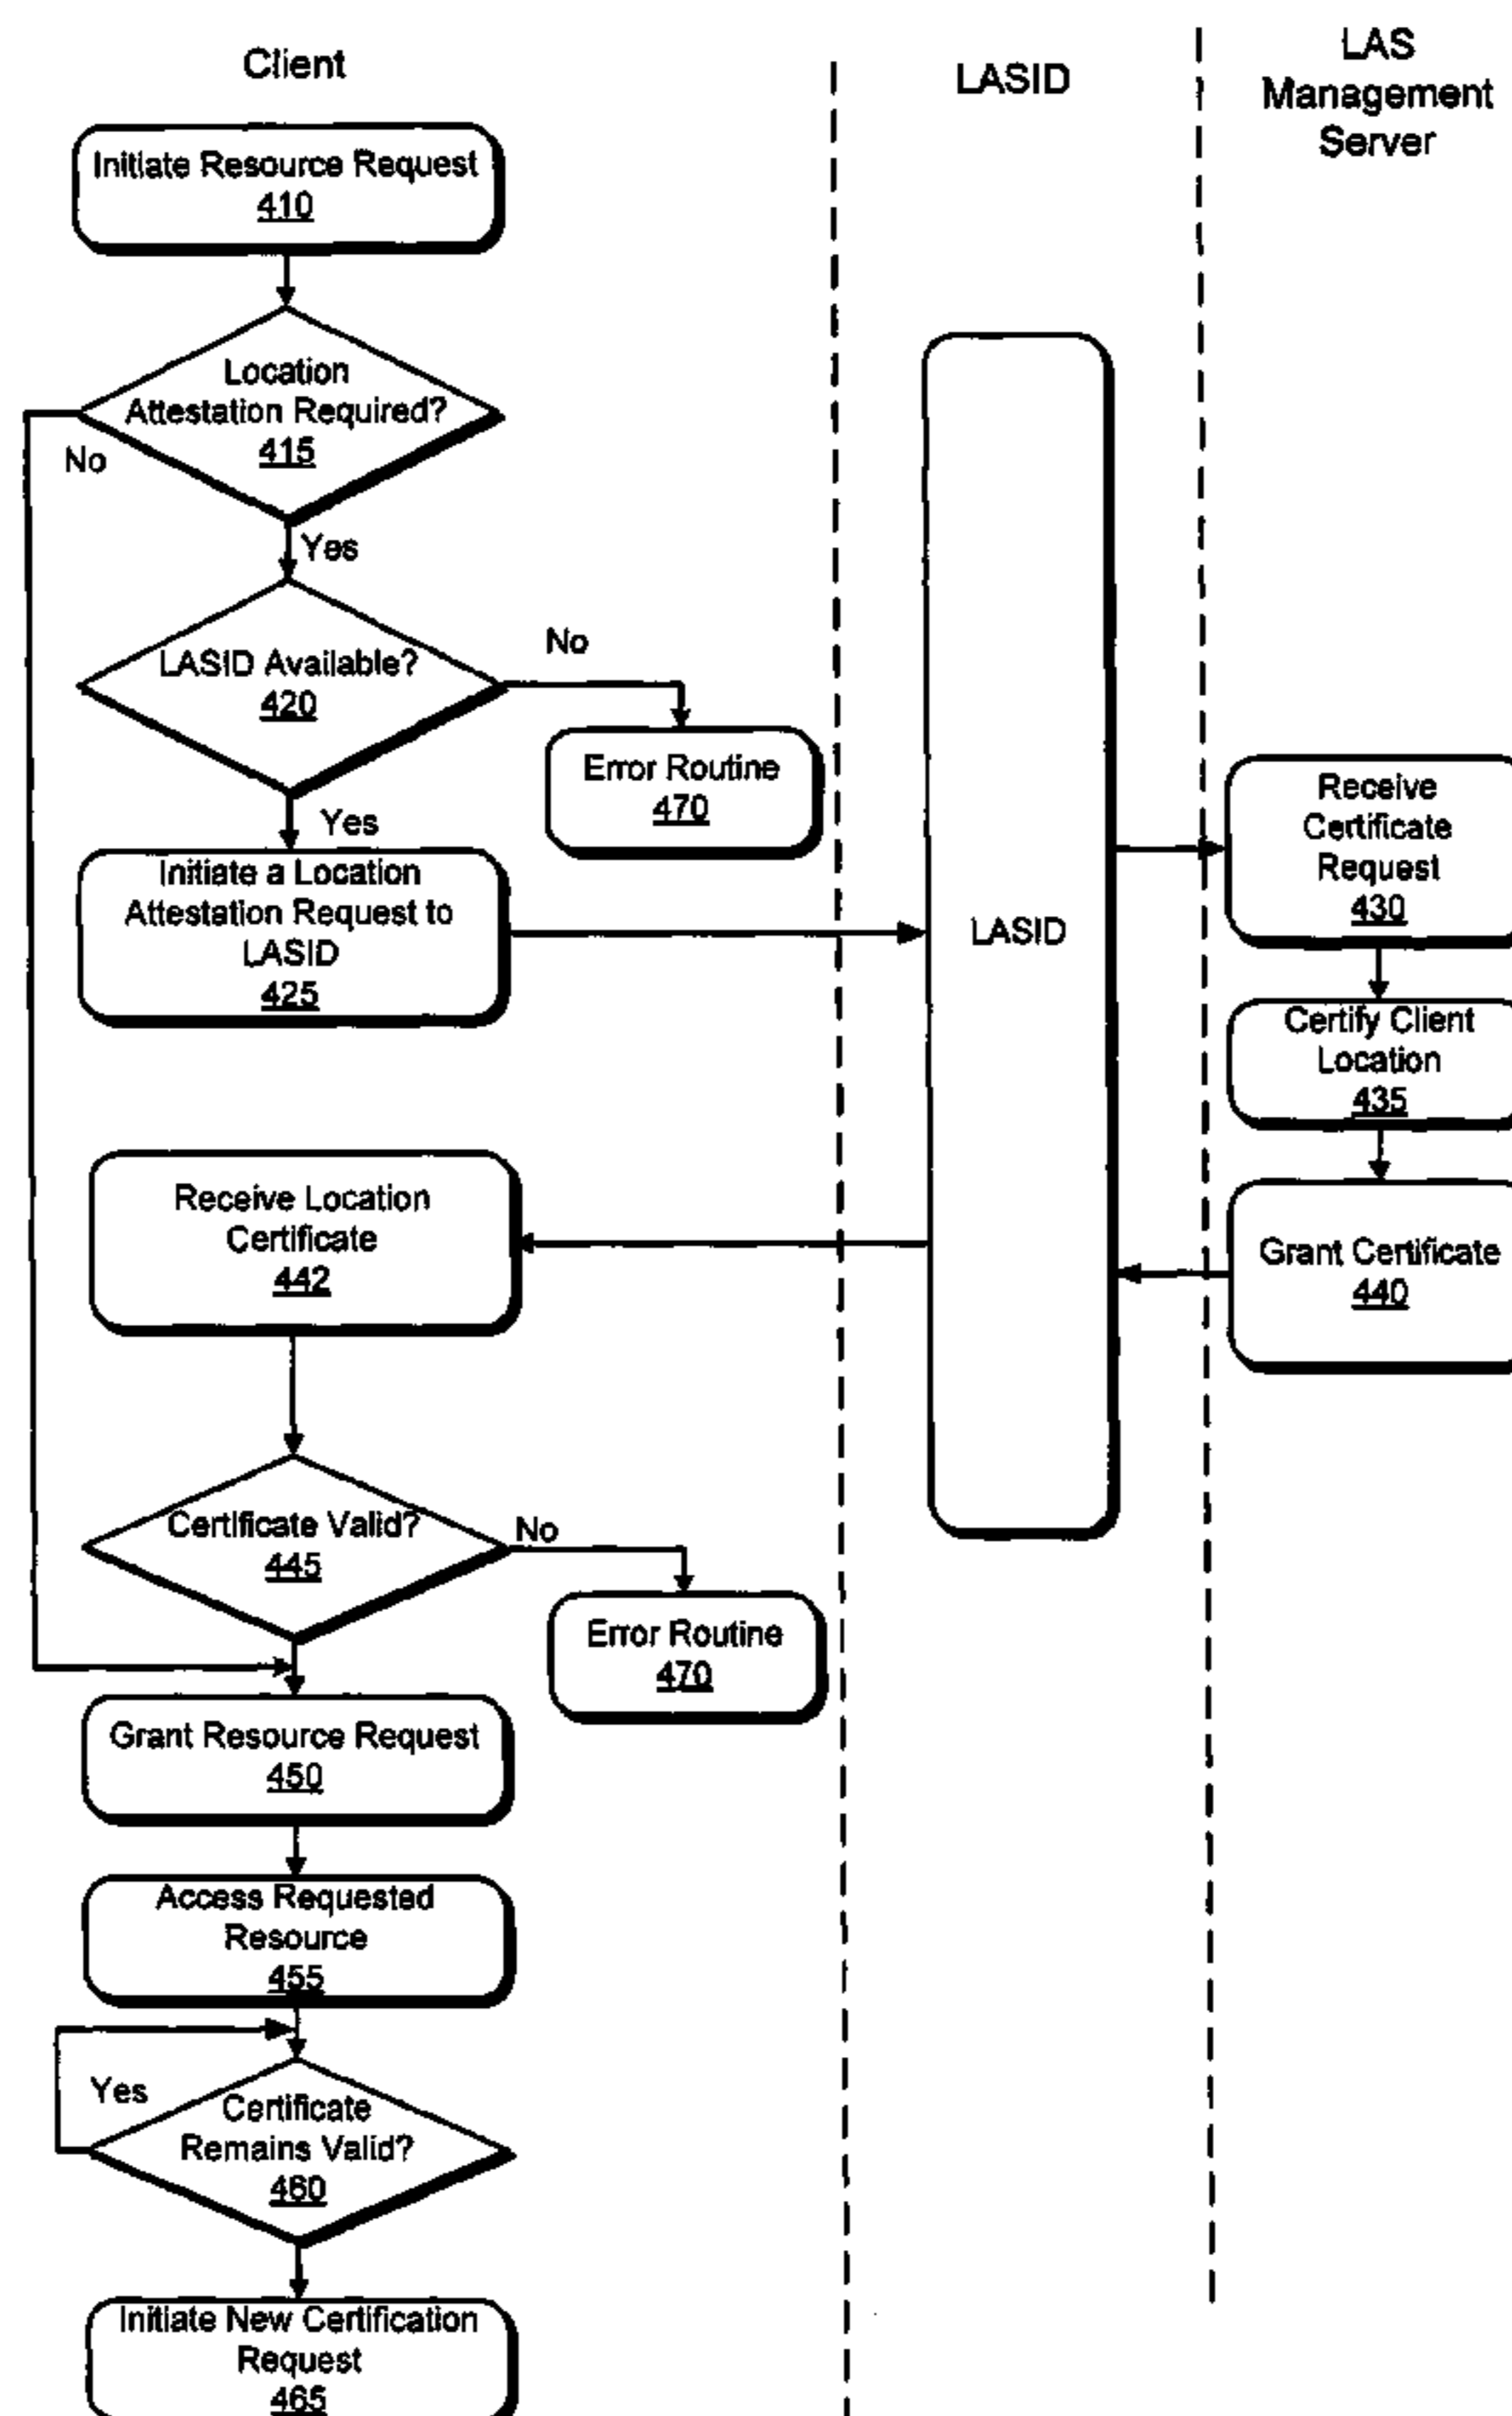 Client
LASID
LAS
Management
Server
Initiate Resource Request
410
Location
Attestation Required?
415
No
Yes
LASID Available?
420
No
Error Routine
470
Yes
Initiate a Location
Attestation Request to
LASID
425
LASID
Receive
Certificate
Request
430
Certify Client
Location
435
Grant Certificate
440
Receive Location
Certificate
442
Certificate Valid?
445
No
Error Routine
470
Grant Resource Request
450
Access Requested
Resource
455
Yes
Certificate
Remains Valid?
460
Initiate New Certification
Request
465